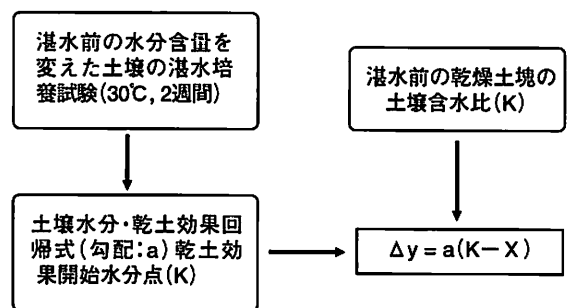 湛水前の水分含量を
変えた土壌の湛水培
養試験(30℃, 2週間)
湛水前の乾燥土塊の
土壌含水比(K)
土壌水分・乾土効果回
帰式(勾配:a)乾土効
果開始水分点(K)
Δy=a(K－X)